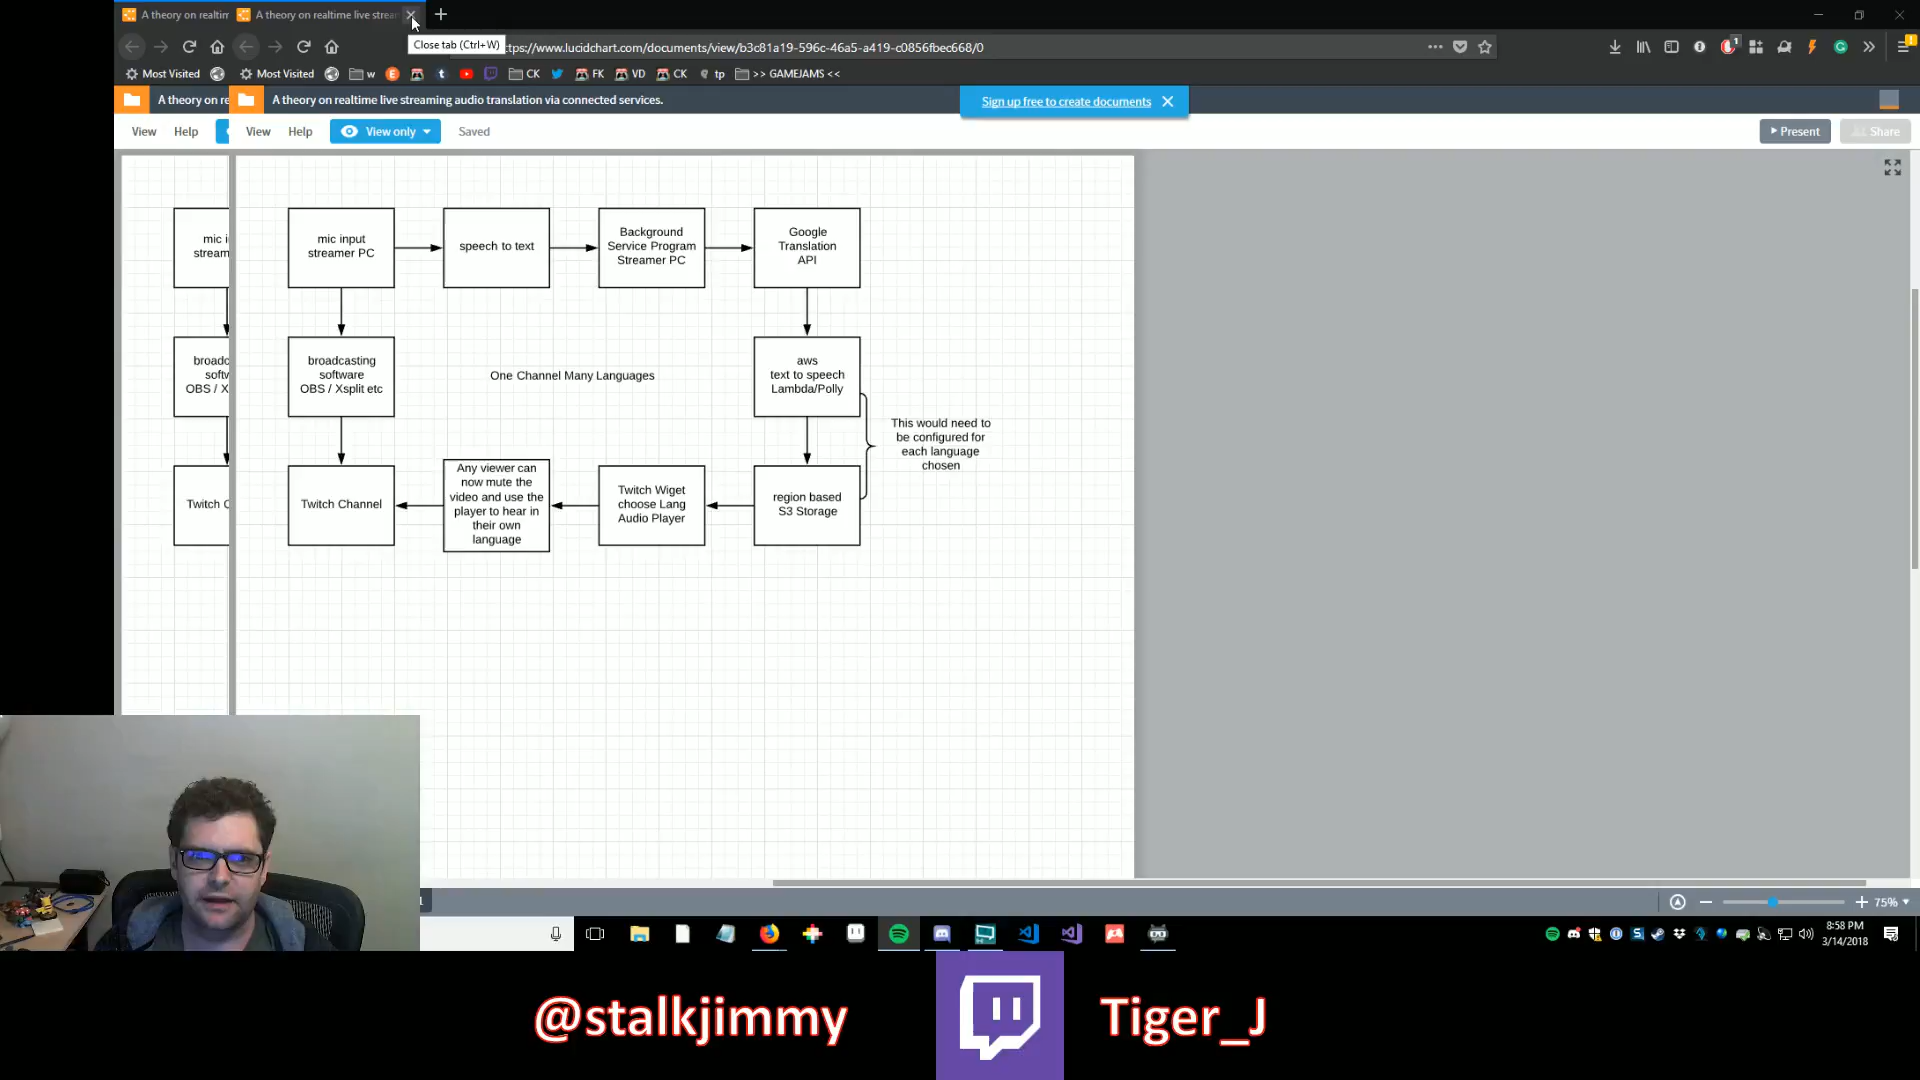 A theory on realtim
A theory on realtime live strea
Close tab (Ctrl+W)
ttps://www.lucidchart.com/documents/view/b3c81a19-596c-46a5-a419-c0856fbec668/0
1
Most Visited
Most Visited
w
CK
FK
VD
CK
tp
>> GAMEJAMS <<
A theory on re
A theory on realtime live streaming audio translation via connected services.
Sign up free to create documents
View
Help
View
Help
View only
Saved
Present
Share
mic i
stream
mic input
streamer PC
speech to text
Background
Service Program
Streamer PC
Google
Translation
API
broadc
softw
OBS / X
broadcasting
software
OBS / Xsplit etc
One Channel Many Languages
aws
text to speech
Lambda/Polly
This would need to
be configured for
each language
chosen
Twitch C
Twitch Channel
Any viewer can
now mute the
video and use the
player to hear in
their own
language
Twitch Wiget
choose Lang
Audio Player
region based
S3 Storage
75%
8:58 PM
3/14/2018
@stalkjimmy
Tiger_J